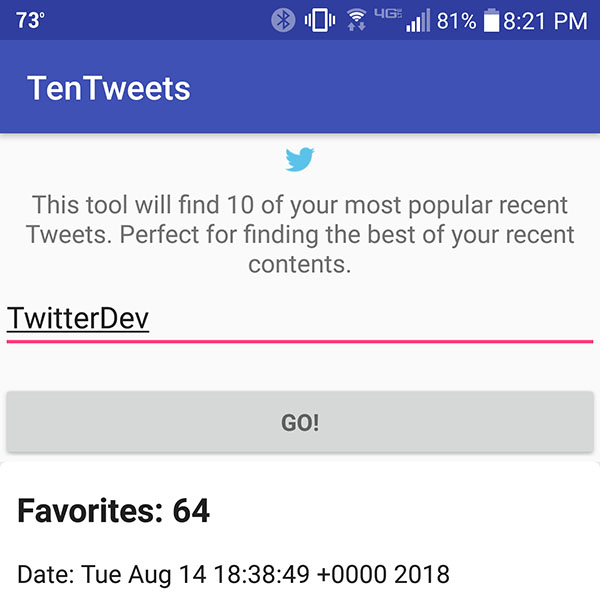 73° 4G 81% 8:21 PM
TenTweets
This tool will find 10 of your most popular recent
Tweets. Perfect for finding the best of your recent
contents.
TwitterDev
GO!
Favorites: 64
Date: Tue Aug 14 18:38:49 +0000 2018